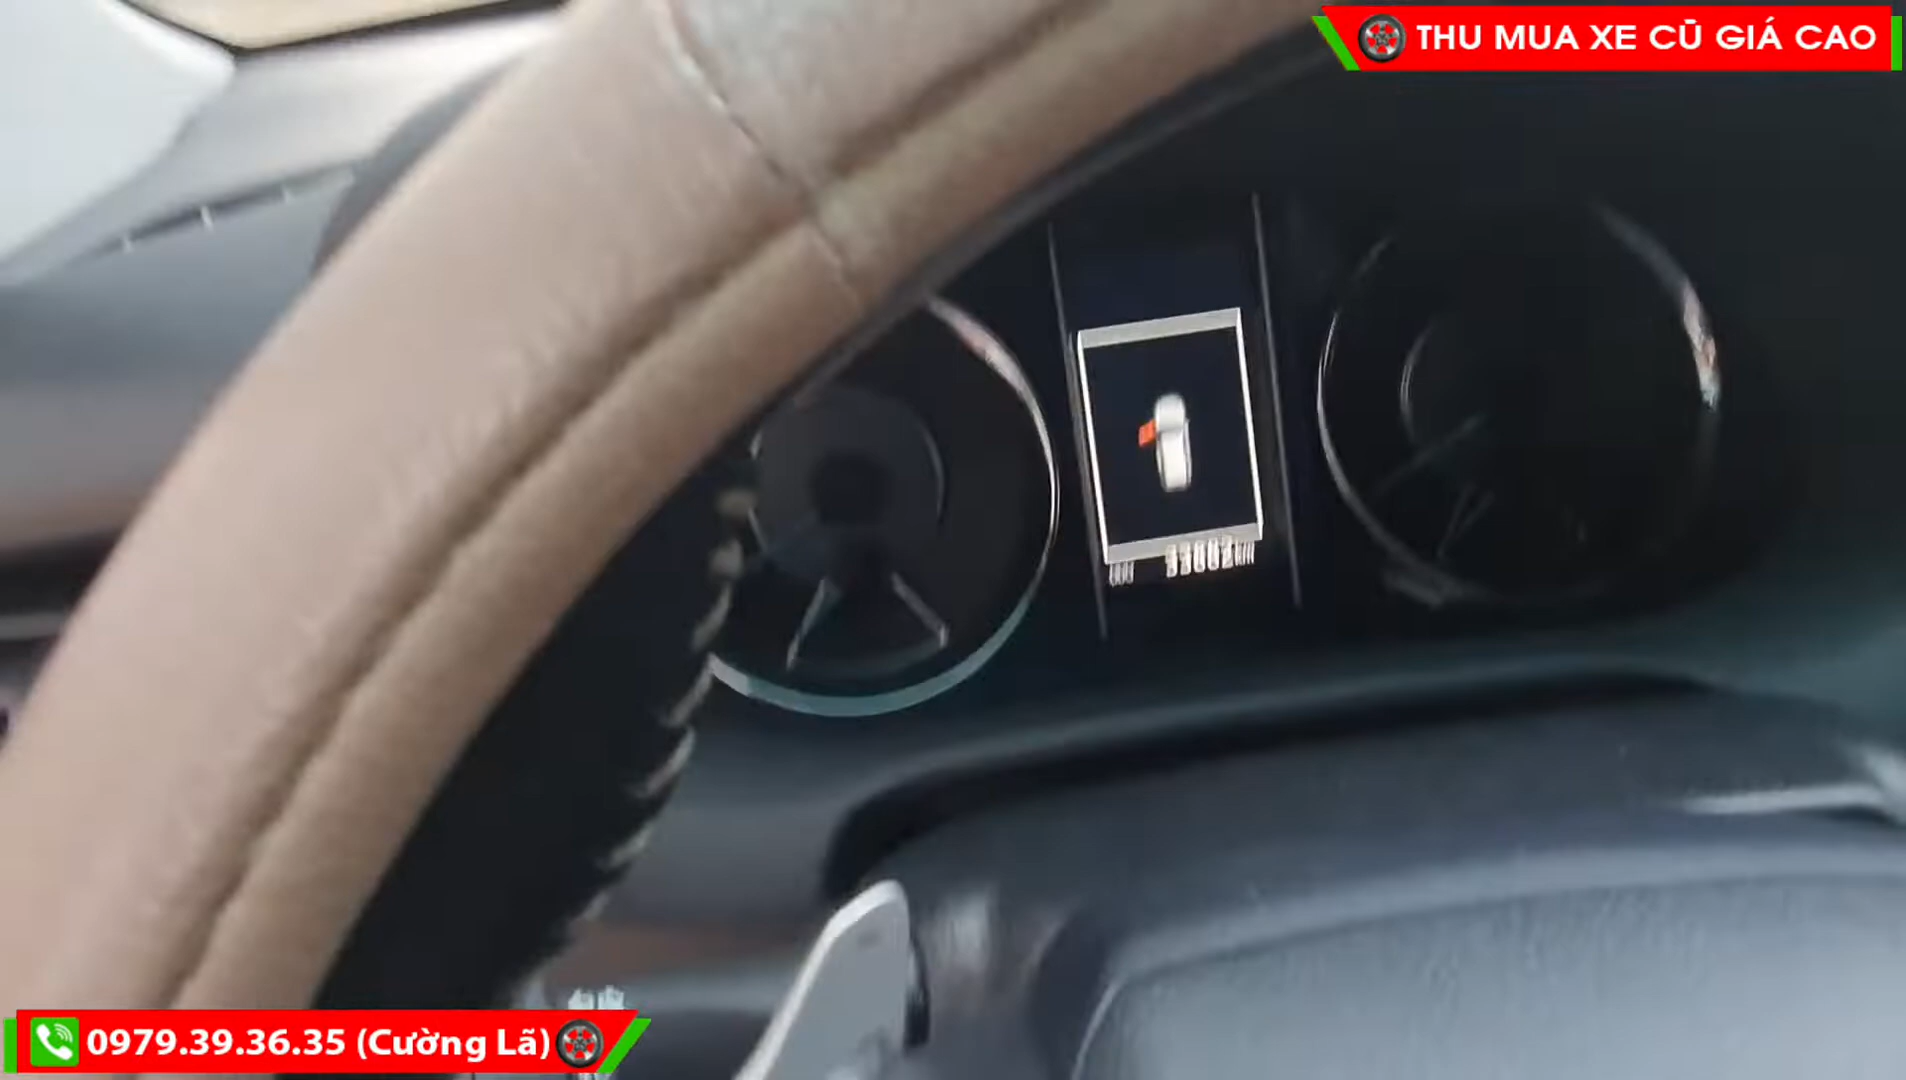 THU MUA XE CŨ GIÁ CAO
0979.39.36.35 (Cường Lã)